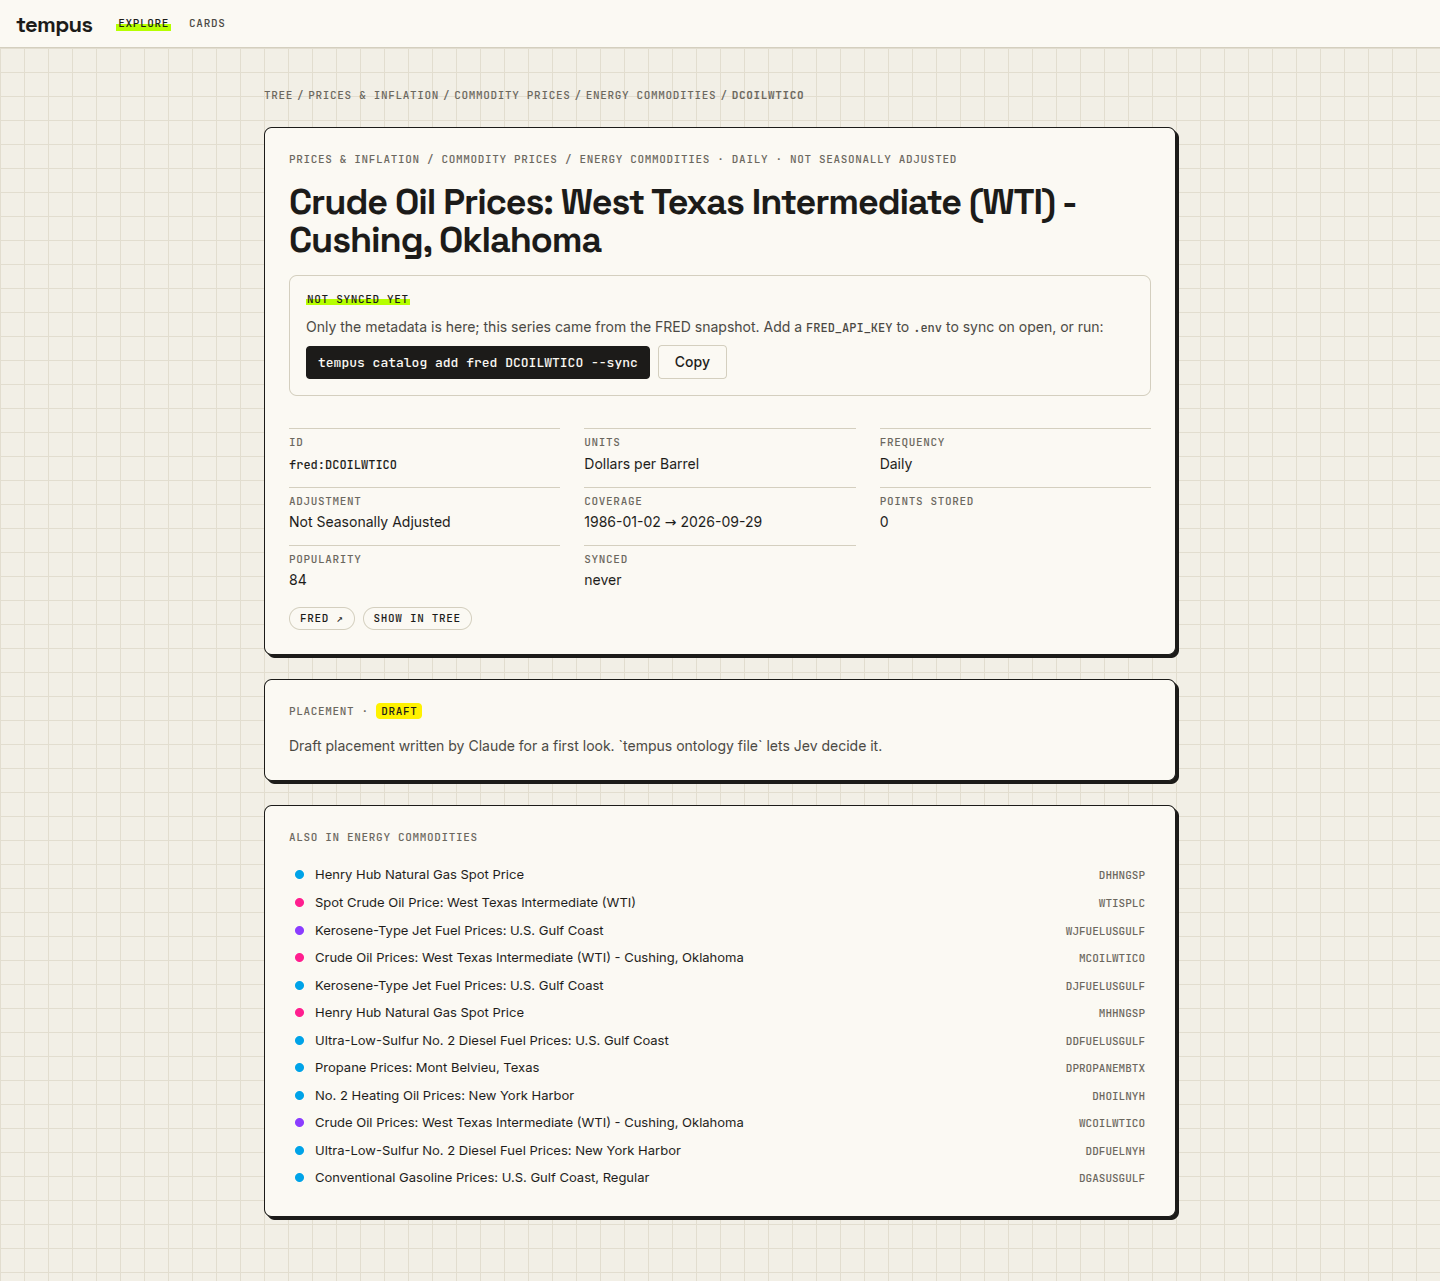 tempus EXPLORE CARDS
TREE / PRICES & INFLATION / COMMODITY PRICES / ENERGY COMMODITIES / DCOILWTICO
PRICES & INFLATION / COMMODITY PRICES / ENERGY COMMODITIES · DAILY · NOT SEASONALLY ADJUSTED
Crude Oil Prices: West Texas Intermediate (WTI) -
Cushing, Oklahoma
NOT SYNCED YET
Only the metadata is here; this series came from the FRED snapshot. Add a FRED_API_KEY to .env to sync on open, or run:
tempus catalog add fred DCOILWTICO --sync Copy
ID UNITS FREQUENCY
fred:DCOILWTICO Dollars per Barrel Daily
ADJUSTMENT COVERAGE POINTS STORED
Not Seasonally Adjusted 1986-01-02 → 2026-09-29 0
POPULARITY SYNCED
84 never
FRED ↗ SHOW IN TREE
PLACEMENT · DRAFT
Draft placement written by Claude for a first look. `tempus ontology file` lets Jev decide it.
ALSO IN ENERGY COMMODITIES
Henry Hub Natural Gas Spot Price DHHNGSP
Spot Crude Oil Price: West Texas Intermediate (WTI) WTISPLC
Kerosene-Type Jet Fuel Prices: U.S. Gulf Coast WJFUELUSGULF
Crude Oil Prices: West Texas Intermediate (WTI) - Cushing, Oklahoma MCOILWTICO
Kerosene-Type Jet Fuel Prices: U.S. Gulf Coast DJFUELUSGULF
Henry Hub Natural Gas Spot Price MHHNGSP
Ultra-Low-Sulfur No. 2 Diesel Fuel Prices: U.S. Gulf Coast DDFUELUSGULF
Propane Prices: Mont Belvieu, Texas DPROPANEMBTX
No. 2 Heating Oil Prices: New York Harbor DHOILNYH
Crude Oil Prices: West Texas Intermediate (WTI) - Cushing, Oklahoma WCOILWTICO
Ultra-Low-Sulfur No. 2 Diesel Fuel Prices: New York Harbor DDFUELNYH
Conventional Gasoline Prices: U.S. Gulf Coast, Regular DGASUSGULF